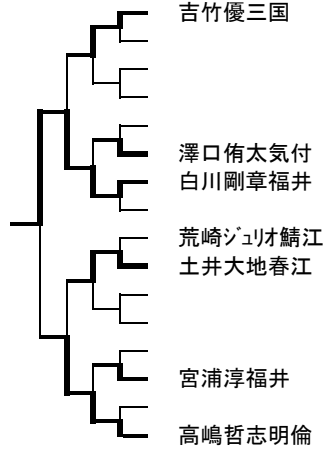 吉竹優三国
澤口侑太気付
白川剛章福井
荒崎ジュリオ鯖江
土井大地春江
宮浦淳福井
高嶋哲志明倫